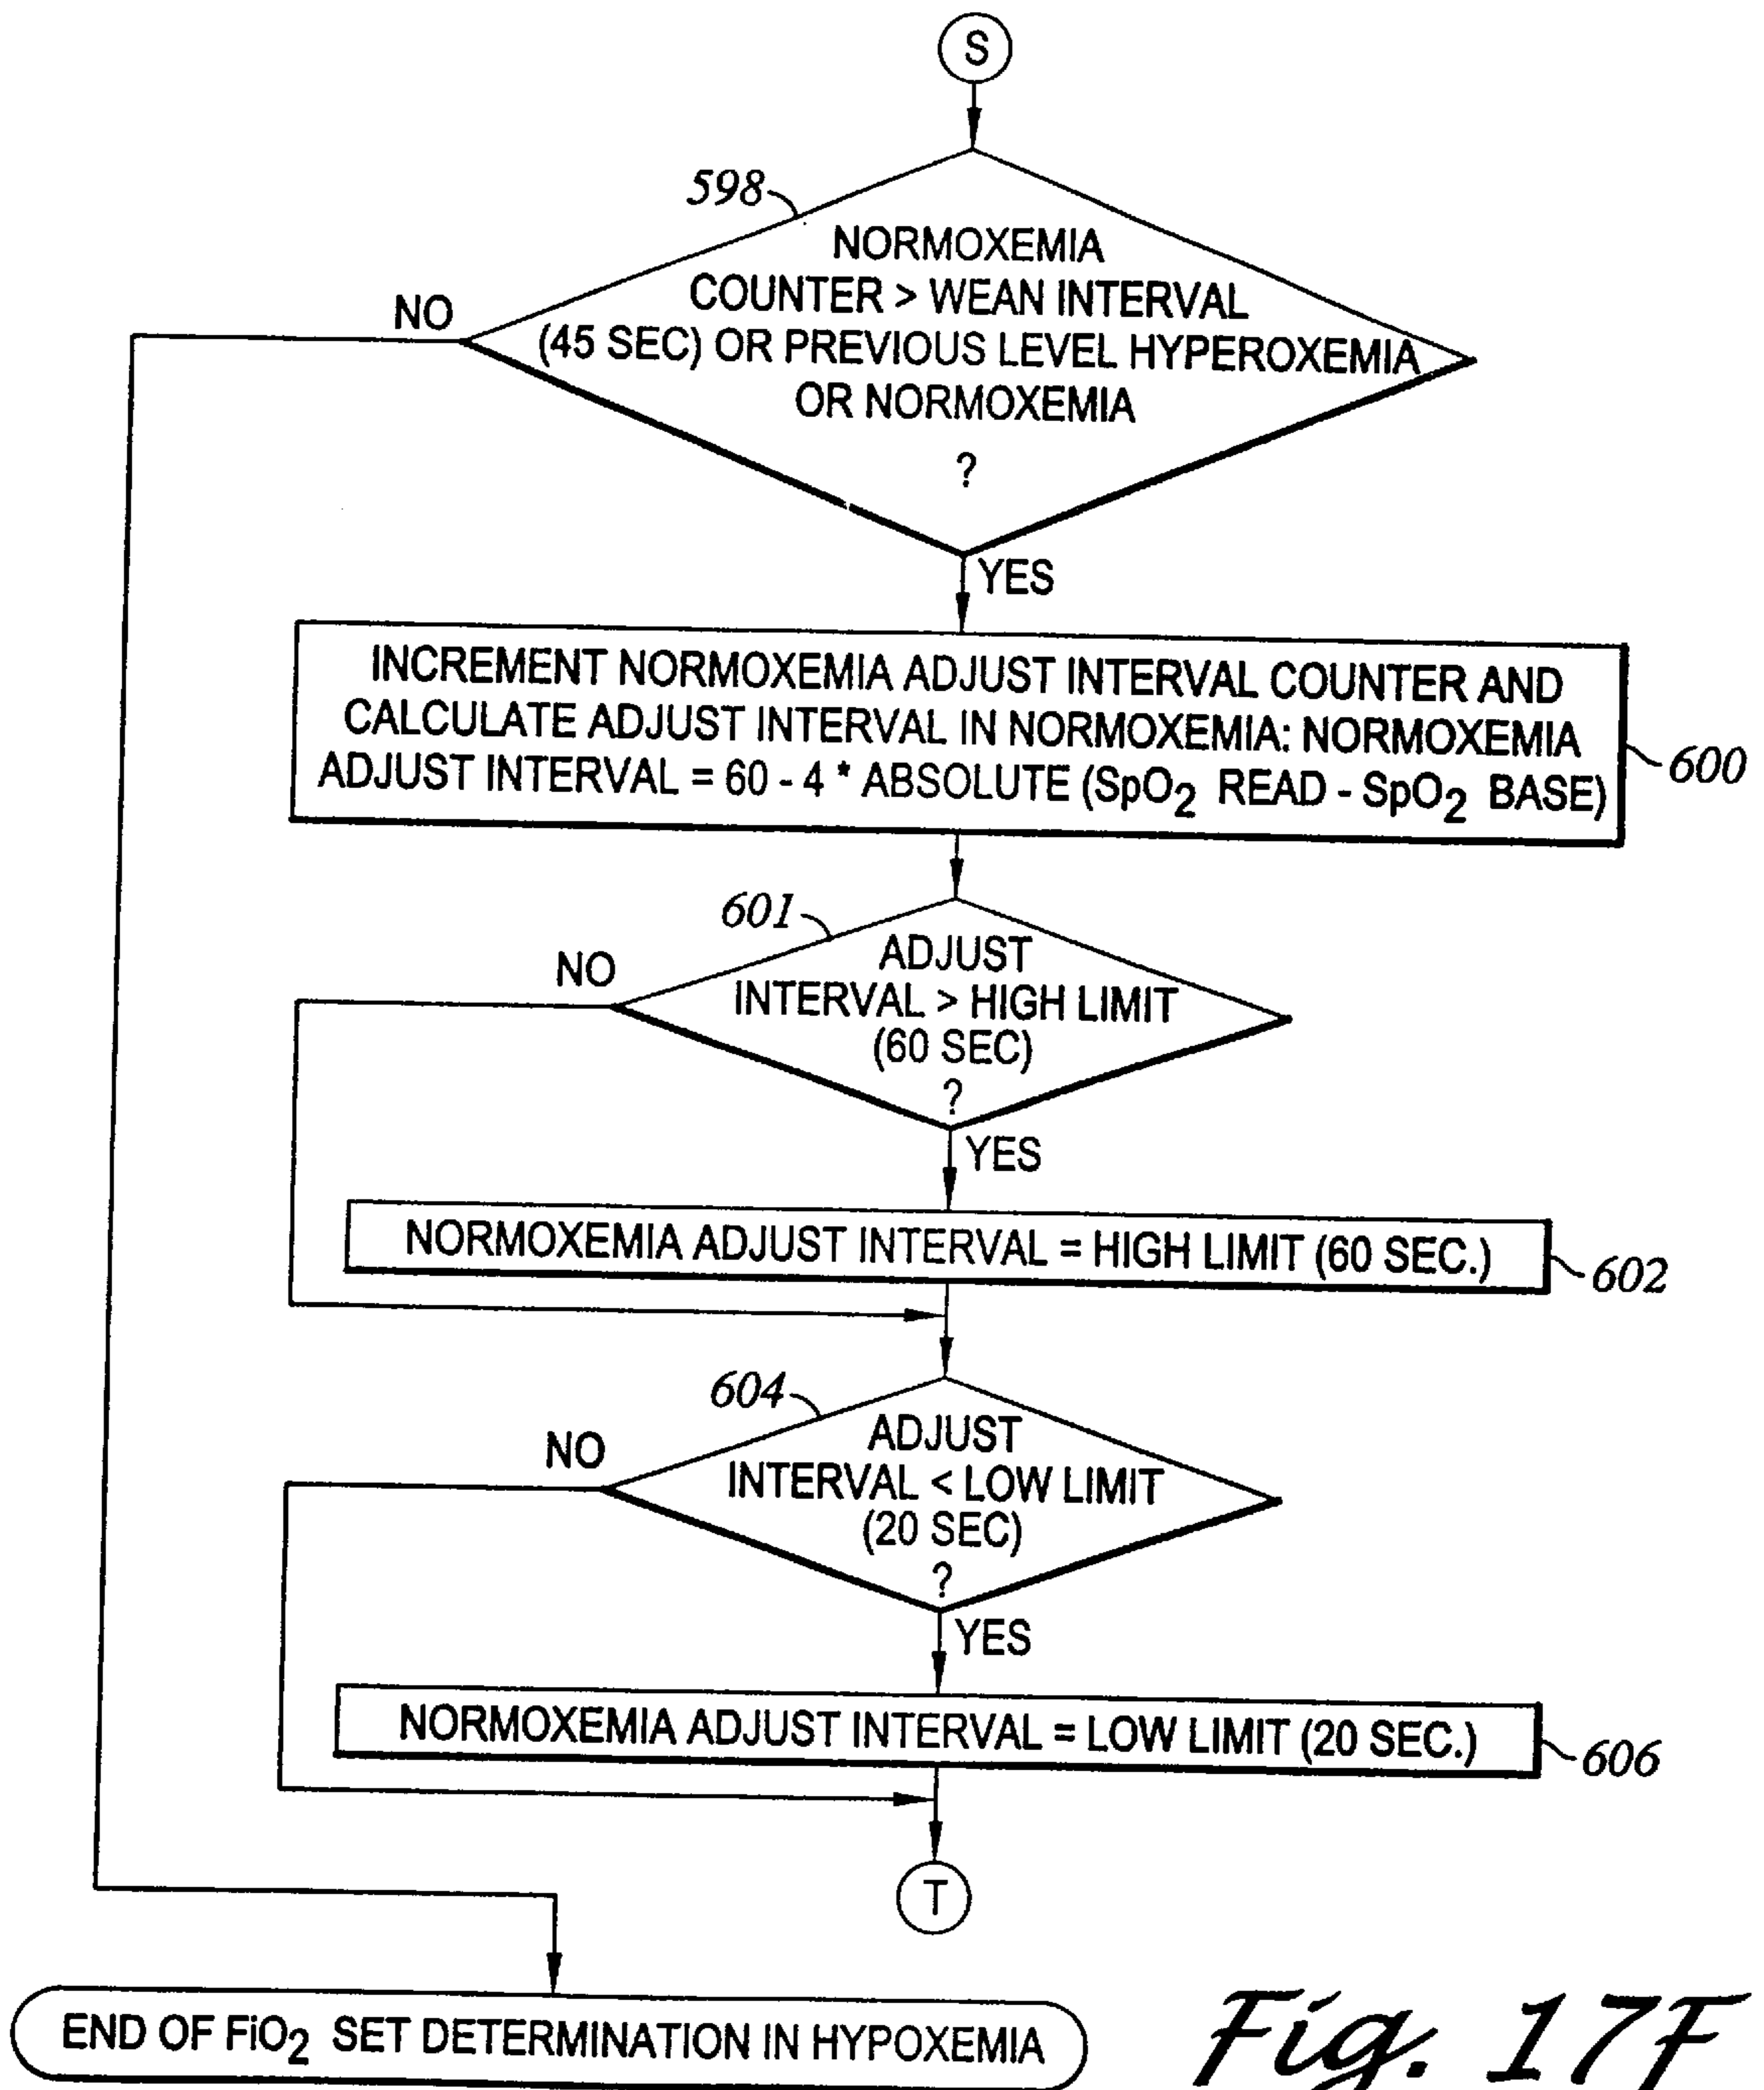 S
598
NORMOXEMIA
COUNTER > WEAN INTERVAL
(45 SEC) OR PREVIOUS LEVEL HYPEROXEMIA
OR NORMOXEMIA
?
NO
YES
INCREMENT NORMOXEMIA ADJUST INTERVAL COUNTER AND
CALCULATE ADJUST INTERVAL IN NORMOXEMIA: NORMOXEMIA
ADJUST INTERVAL = 60 - 4 * ABSOLUTE (SpO2 READ - SpO2 BASE)
600
601
ADJUST
INTERVAL > HIGH LIMIT
(60 SEC)
?
NO
YES
NORMOXEMIA ADJUST INTERVAL = HIGH LIMIT (60 SEC.)
602
604
ADJUST
INTERVAL < LOW LIMIT
(20 SEC)
?
NO
YES
NORMOXEMIA ADJUST INTERVAL = LOW LIMIT (20 SEC.)
606
T
END OF FiO2 SET DETERMINATION IN HYPOXEMIA
Fig. 17F